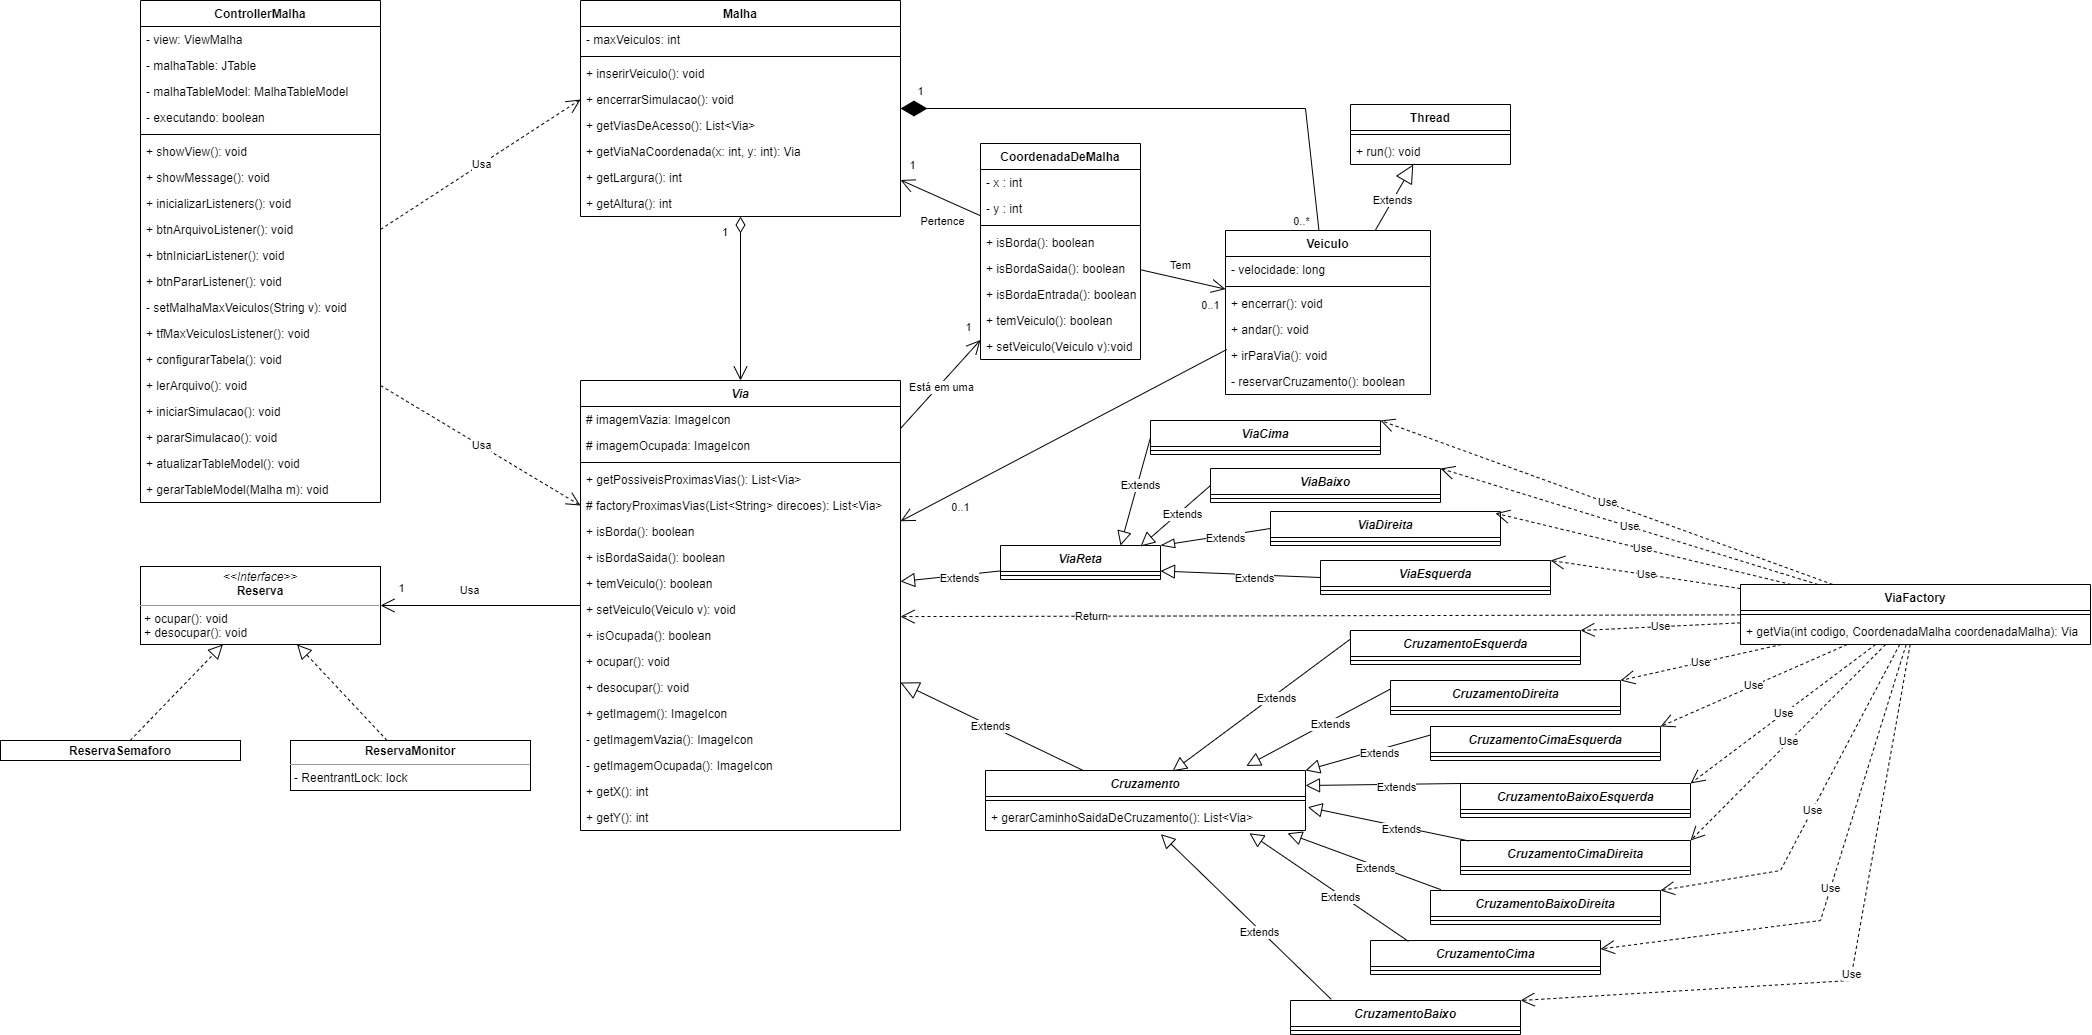 ControllerMalha
- view: ViewMalha
- malhaTable: JTable
- malhaTableModel: MalhaTableModel
- executando: boolean
+ showView(): void
+ showMessage(): void
+ inicializarListeners(): void
+ btnArquivoListener(): void
+ btnIniciarListener(): void
+ btnPararListener(): void
- setMalhaMaxVeiculos(String v): void
+ tfMaxVeiculosListener(): void
+ configurarTabela(): void
+ lerArquivo(): void
+ iniciarSimulacao(): void
+ pararSimulacao(): void
+ atualizarTableModel(): void
+ gerarTableModel(Malha m): void
Usa
Usa
Malha
- maxVeiculos: int
+ inserirVeiculo(): void
+ encerrarSimulacao(): void
+ getViasDeAcesso(): List<Via>
+ getViaNaCoordenada(x: int, y: int): Via
+ getLargura(): int
+ getAltura(): int
1
1
1
Pertence
CoordenadaDeMalha
- x : int
- y : int
+ isBorda(): boolean
+ isBordaSaida(): boolean
+ isBordaEntrada(): boolean
+ temVeiculo(): boolean
+ setVeiculo(Veiculo v):void
Tem
0..1
0..*
Thread
+ run(): void
Extends
Veiculo
- velocidade: long
+ encerrar(): void
+ andar(): void
+ irParaVia(): void
- reservarCruzamento(): boolean
1
Está em uma
0..1
Via
# imagemVazia: ImageIcon
# imagemOcupada: ImageIcon
+ getPossiveisProximasVias(): List<Via>
# factoryProximasVias(List<String> direcoes): List<Via>
+ isBorda(): boolean
+ isBordaSaida(): boolean
+ temVeiculo(): boolean
+ setVeiculo(Veiculo v): void
+ isOcupada(): boolean
+ ocupar(): void
+ desocupar(): void
+ getImagem(): ImageIcon
- getImagemVazia(): ImageIcon
- getImagemOcupada(): ImageIcon
+ getX(): int
+ getY(): int
1
Usa
<<Interface>>
Reserva
+ ocupar(): void
+ desocupar(): void
ReservaSemaforo
ReservaMonitor
- ReentrantLock: lock
ViaCima
ViaBaixo
ViaDireita
ViaEsquerda
ViaReta
Extends
Extends
Extends
Extends
Extends
Use
Use
Use
Use
Return
ViaFactory
+ getVia(int codigo, CoordenadaMalha coordenadaMalha): Via
Use
CruzamentoEsquerda
Use
CruzamentoDireita
Use
CruzamentoCimaEsquerda
Use
CruzamentoBaixoEsquerda
Use
CruzamentoCimaDireita
Use
CruzamentoBaixoDireita
Use
CruzamentoCima
Use
CruzamentoBaixo
Extends
Extends
Extends
Extends
Extends
Extends
Extends
Extends
Extends
Cruzamento
+ gerarCaminhoSaidaDeCruzamento(): List<Via>